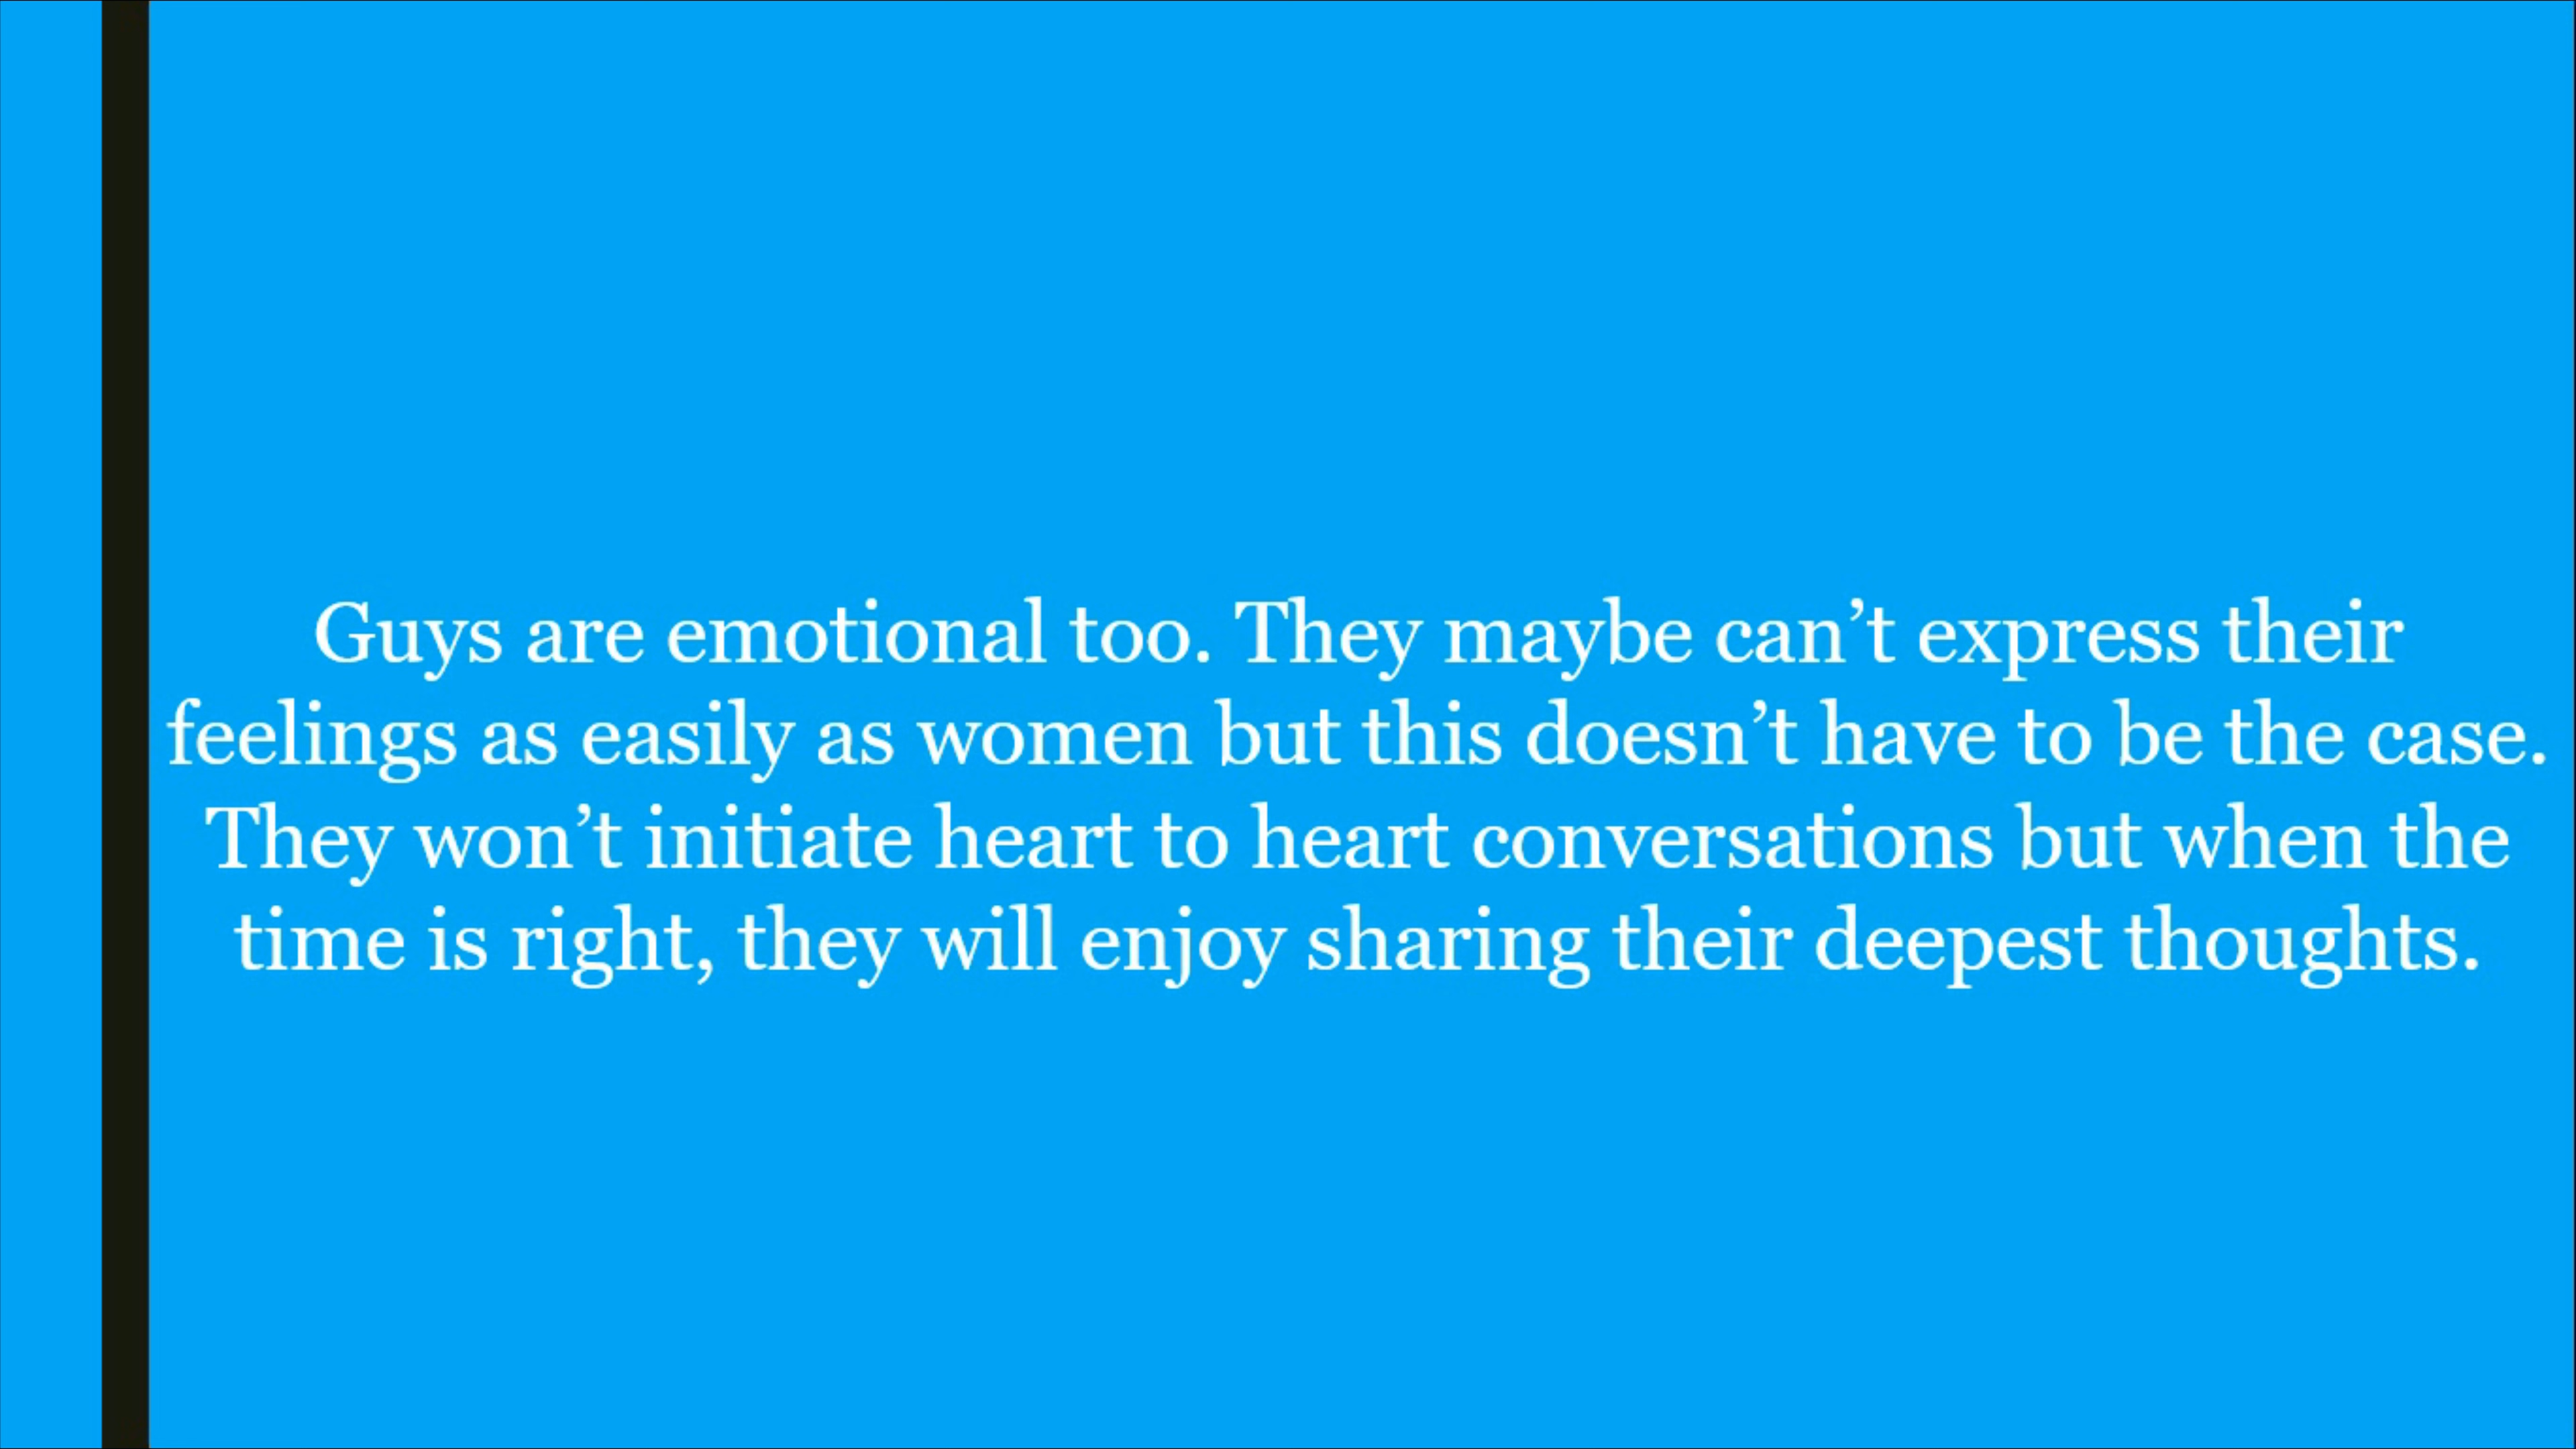 Guys are emotional too. They maybe can’t express their
feelings as easily as women but this doesn’t have to be the case.
They won’t initiate heart to heart conversations but when the
time is right, they will enjoy sharing their deepest thoughts.